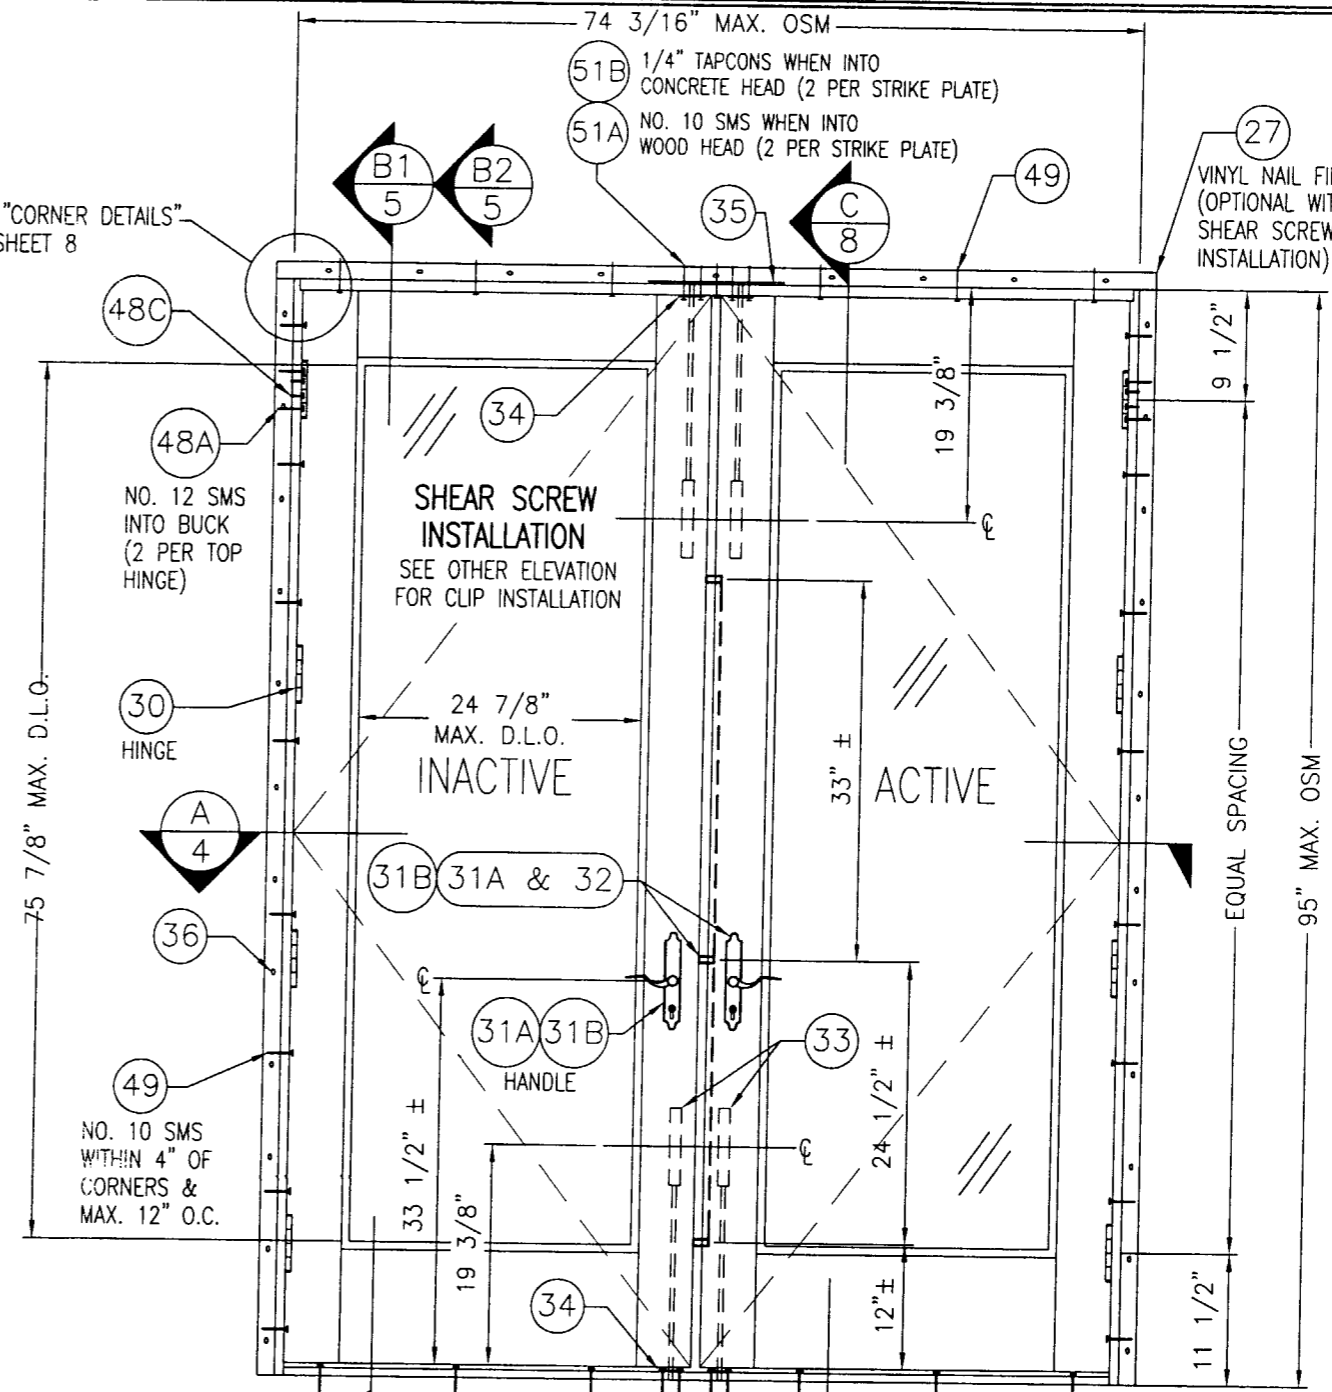 74 3/16" MAX. OSM
51B
1/4" TAPCONS WHEN INTO
CONCRETE HEAD (2 PER STRIKE PLATE)
51A
NO. 10 SMS WHEN INTO
WOOD HEAD (2 PER STRIKE PLATE)
B1
5
B2
5
C
8
35
49
27
VINYL NAIL
(OPTIONAL
SHEAR SCREW
INSTALLATION)
"CORNER DETAILS"
SHEET 8
48C
48A
NO. 12 SMS
INTO BUCK
(2 PER TOP
HINGE)
34
9 1/2"
19 3/8"
℄
SHEAR SCREW
INSTALLATION
SEE OTHER ELEVATION
FOR CLIP INSTALLATION
30
HINGE
24 7/8"
MAX. D.L.O.
INACTIVE
33" ±
ACTIVE
75 7/8" MAX. D.L.O.
EQUAL SPACING
95" MAX. OSM
A
4
31B
31A & 32
36
℄
31A
31B
HANDLE
33
49
NO. 10 SMS
WITHIN 4" OF
CORNERS &
MAX. 12" O.C.
33 1/2" ±
24 1/2" ±
℄
19 3/8"
34
12"±
11 1/2"